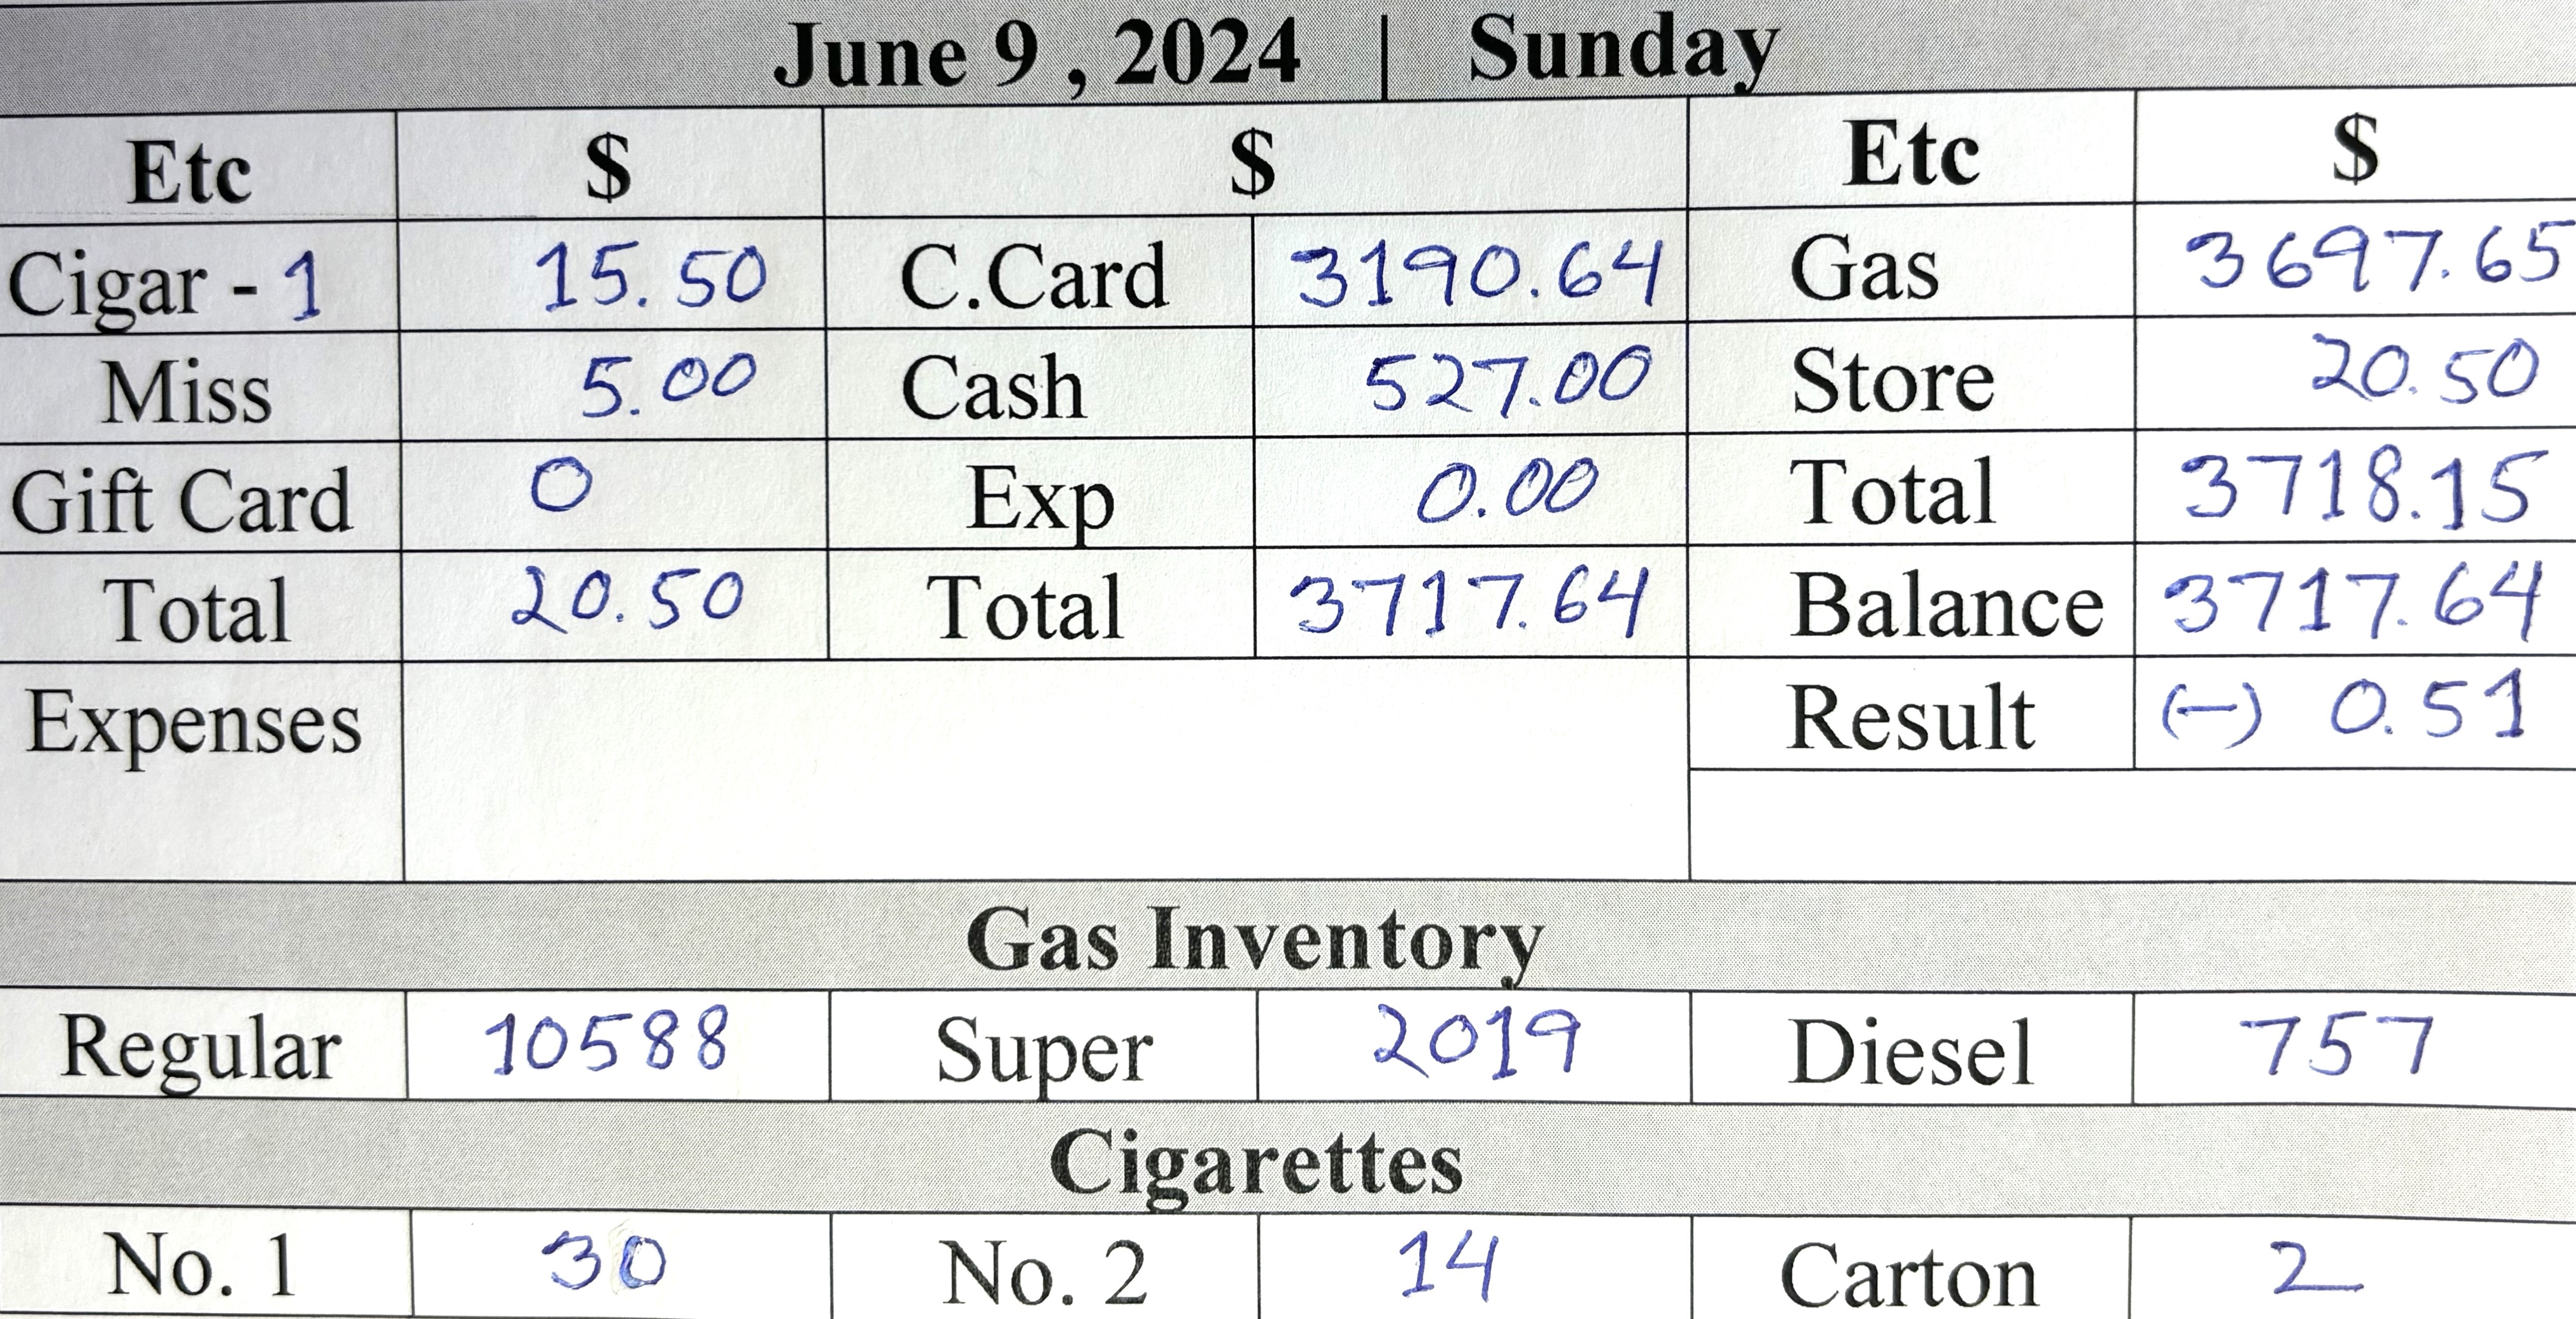 June 9 , 2024 | Sunday
Etc $ $ Etc $
Cigar - 1 15.50 C.Card 3190.64 Gas 3697.65
Miss 5.00 Cash 527.00 Store 20.50
Gift Card 0 Exp 0.00 Total 3718.15
Total 20.50 Total 3717.64 Balance 3717.64
Expenses Result (-) 0.51
Gas Inventory
Regular 10588 Super 2019 Diesel 757
Cigarettes
No. 1 30 No. 2 14 Carton 2